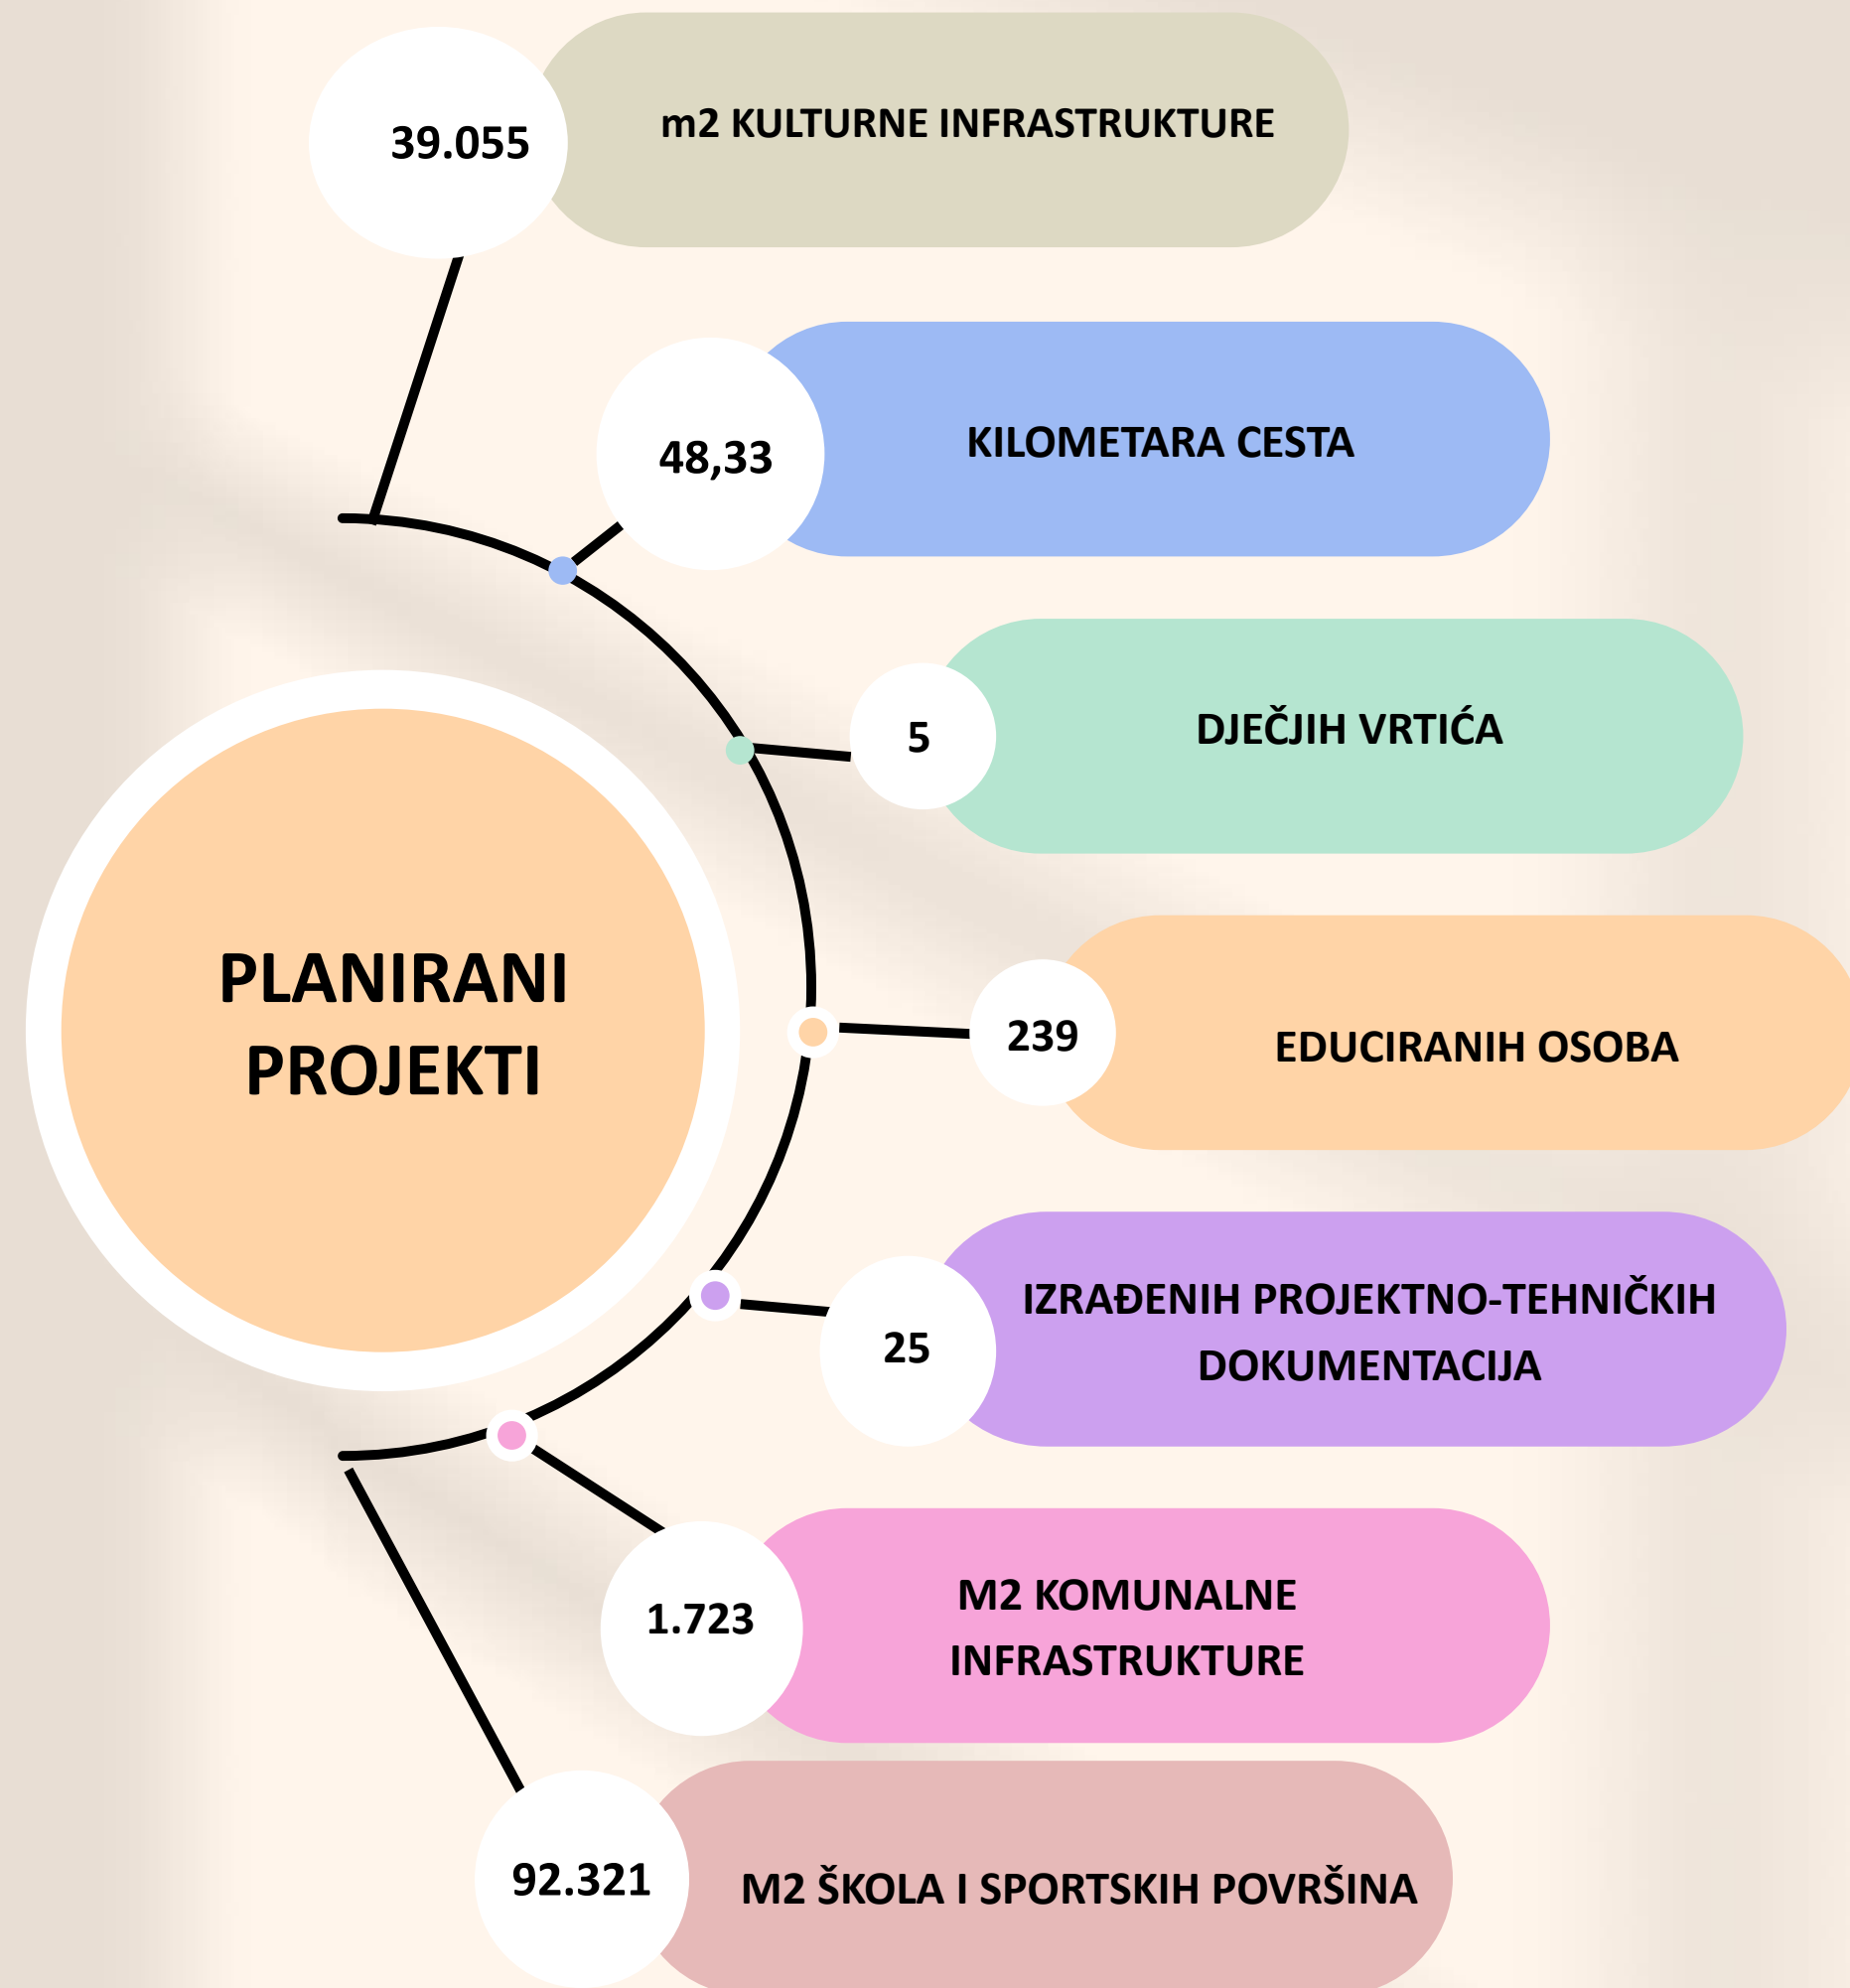 39.055
m2 KULTURNE INFRASTRUKTURE
48,33
KILOMETARA CESTA
5
DJEČJIH VRTIĆA
PLANIRANI
PROJEKTI
239
EDUCIRANIH OSOBA
25
IZRAĐENIH PROJEKTNO-TEHNIČKIH
DOKUMENTACIJA
1.723
M2 KOMUNALNE
INFRASTRUKTURE
92.321
M2 ŠKOLA I SPORTSKIH POVRŠINA